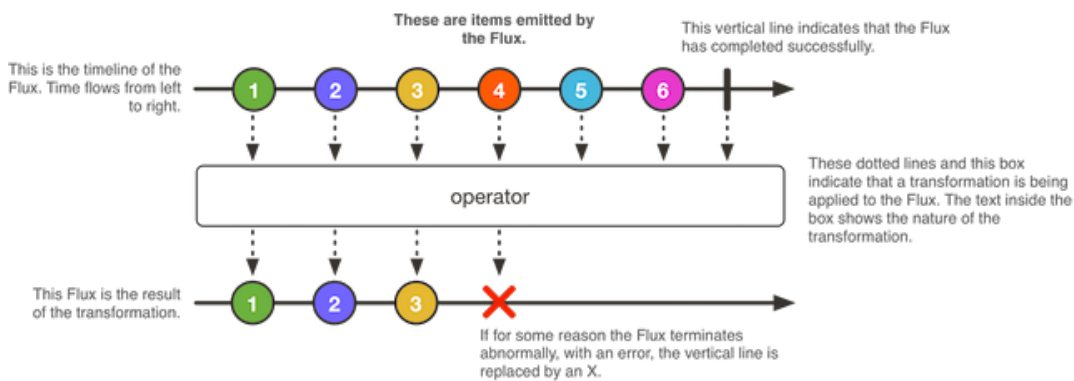 These are items emitted by
the Flux.
This vertical line indicates that the Flux
has completed successfully.
This is the timeline of the
Flux. Time flows from left
to right.
1 2 3 4 5 6
operator
These dotted lines and this box
indicate that a transformation is being
applied to the Flux. The text inside the
box shows the nature of the
transformation.
This Flux is the result
of the transformation.
1 2 3
If for some reason the Flux terminates
abnormally, with an error, the vertical line is
replaced by an X.